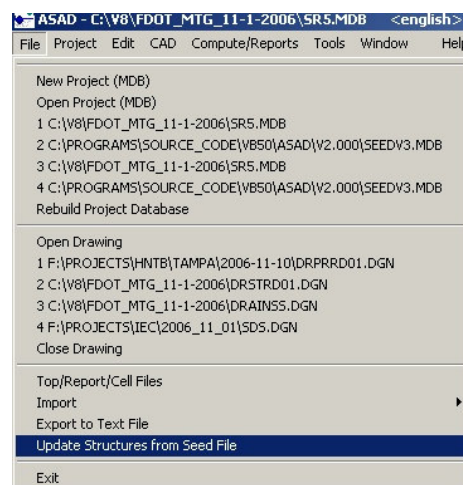 ASAD - C:\V8\FDOT_MTG_11-1-2006\SR5.MDB <english>
File Project Edit CAD Compute/Reports Tools Window Help
New Project (MDB)
Open Project (MDB)
1 C:\V8\FDOT_MTG_11-1-2006\SR5.MDB
2 C:\PROGRAMS\SOURCE_CODE\VB50\ASAD\V2.000\SEEDV3.MDB
3 C:\V8\FDOT_MTG_11-1-2006\SR5.MDB
4 C:\PROGRAMS\SOURCE_CODE\VB50\ASAD\V2.000\SEEDV3.MDB
Rebuild Project Database
Open Drawing
1 F:\PROJECTS\HNTB\TAMPA\2006-11-10\DRPRRD01.DGN
2 C:\V8\FDOT_MTG_11-1-2006\DRSTRD01.DGN
3 C:\V8\FDOT_MTG_11-1-2006\DRAINS5.DGN
4 F:\PROJECTS\IEC\2006_11_01\SDS.DGN
Close Drawing
Top/Report/Cell Files
Import
Export to Text File
Update Structures from Seed File
Exit